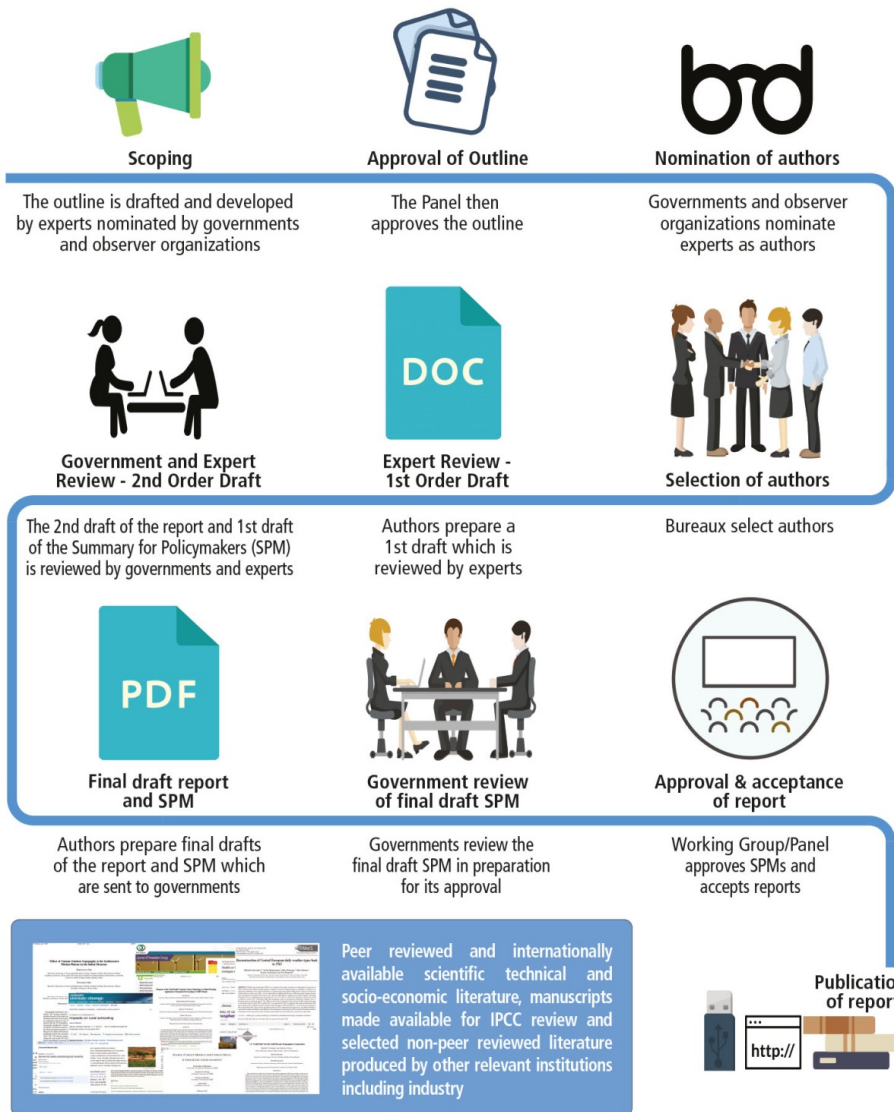 Scoping
Approval of Outline
Nomination of authors
The outline is drafted and developed
by experts nominated by governments
and observer organizations
The Panel then
approves the outline
Governments and observer
organizations nominate
experts as authors
DOC
Selection of authors
Bureaux select authors
Expert Review -
1st Order Draft
Authors prepare a
1st draft which is
reviewed by experts
Government and Expert
Review - 2nd Order Draft
The 2nd draft of the report and 1st draft
of the Summary for Policymakers (SPM)
is reviewed by governments and experts
PDF
Final draft report
and SPM
Authors prepare final drafts
of the report and SPM which
are sent to governments
Government review
of final draft SPM
Governments review the
final draft SPM in preparation
for its approval
Approval & acceptance
of report
Working Group/Panel
approves SPMs and
accepts reports
Peer reviewed and internationally
available scientific technical and
socio-economic literature, manuscripts
made available for IPCC review and
selected non-peer reviewed literature
produced by other relevant institutions
including industry
Publicatio
of report
http://